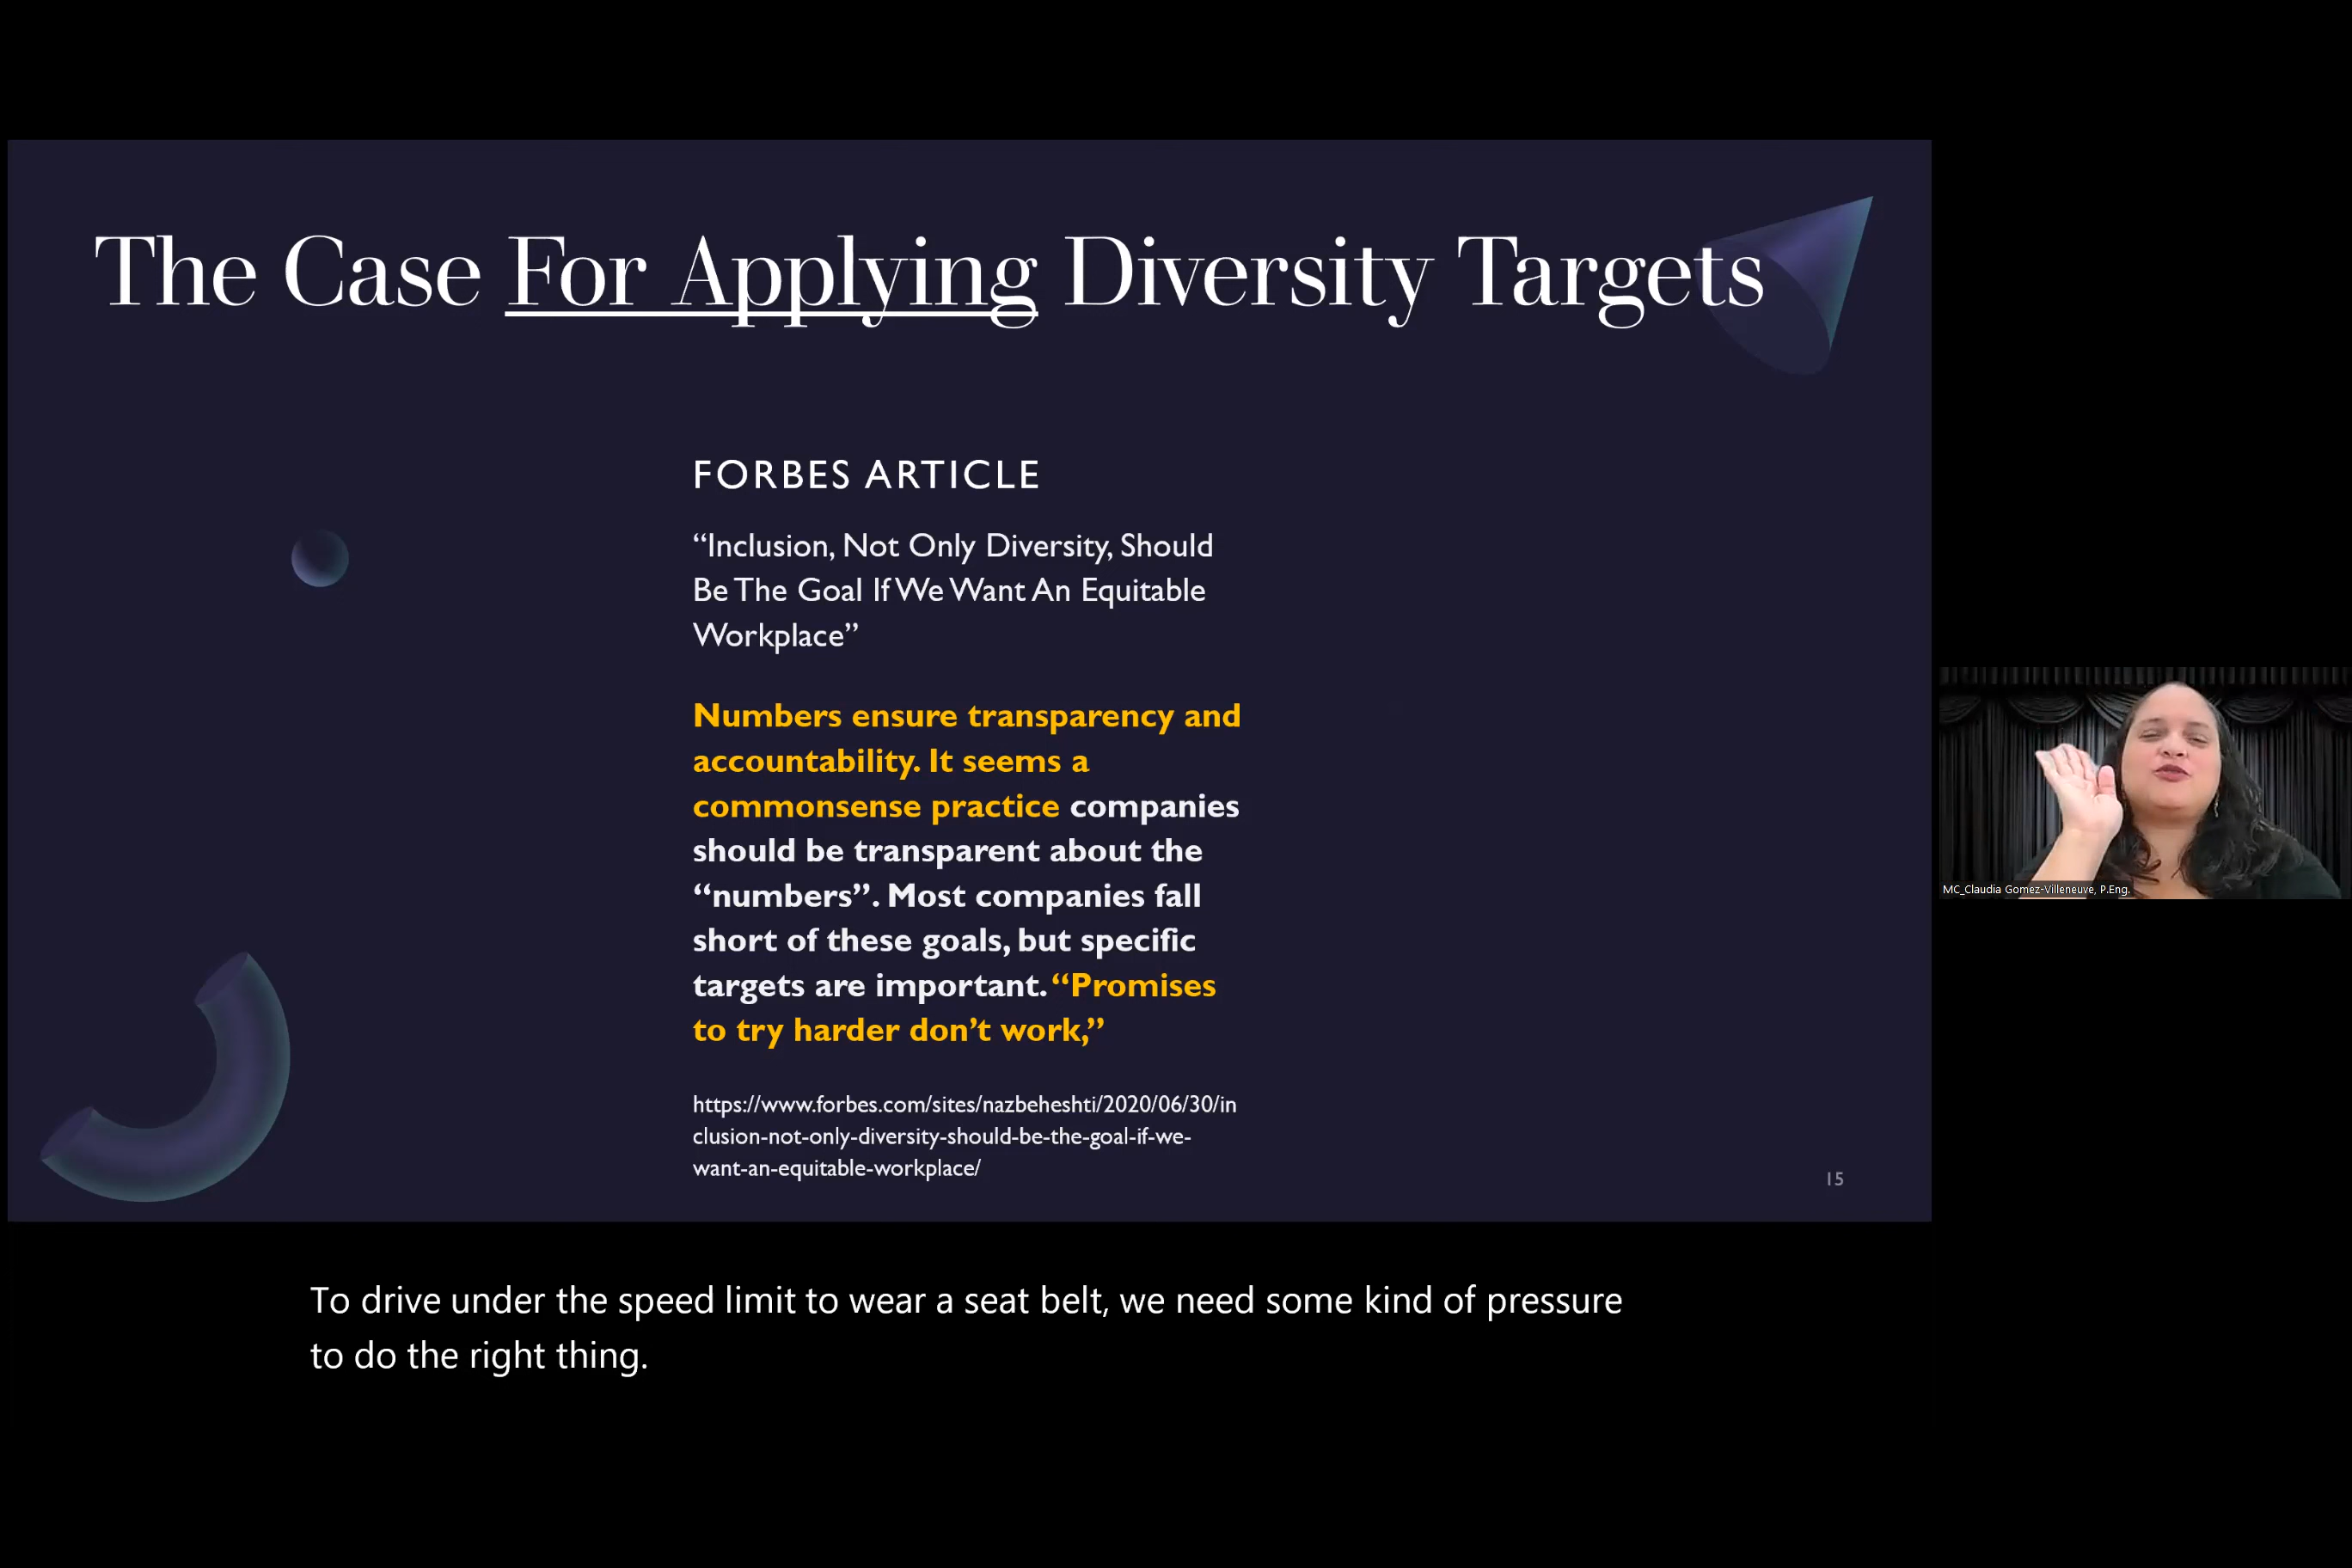 The Case For Applying Diversity Targets
FORBES ARTICLE
“Inclusion, Not Only Diversity, Should
Be The Goal If We Want An Equitable
Workplace”
Numbers ensure transparency and
accountability. It seems a
commonsense practice companies
should be transparent about the
“numbers”. Most companies fall
short of these goals, but specific
targets are important. “Promises
to try harder don’t work,”
https://www.forbes.com/sites/nazbeheshti/2020/06/30/in
clusion-not-only-diversity-should-be-the-goal-if-we-
want-an-equitable-workplace/
15
MC_Claudia Gomez-Villeneuve, P.Eng.
To drive under the speed limit to wear a seat belt, we need some kind of pressure
to do the right thing.